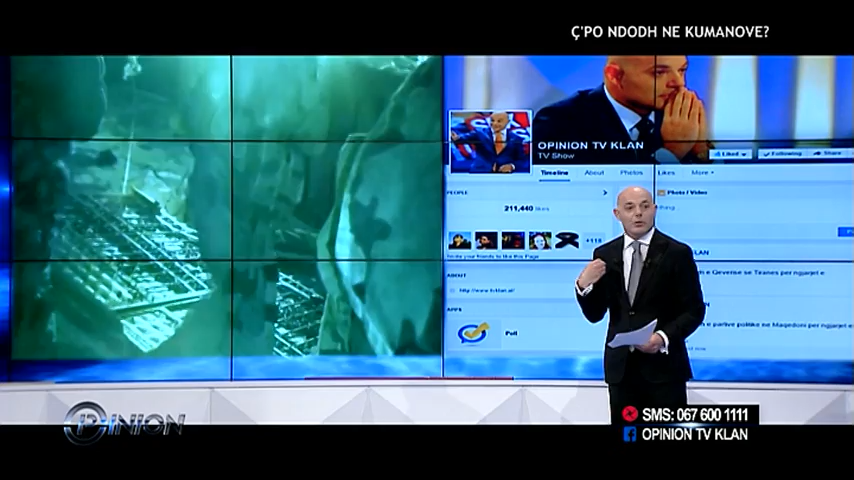 Ç'PO NDODH NE KUMANOVE?
OPINION TV KLAN
TV Show
Liked
Following
Share
Timeline
About
Photos
Likes
More
PEOPLE
211,440 likes
+118
Invite your friends to like this Page
ABOUT
http://www.tvklan.al/
APPS
Poll
Photo / Video
KLAN
e Qeverise se Tiranes per ngjarjet e
e partive politike ne Maqedoni per ngjarjet e
OPINION
SMS: 067 600 1111
OPINION TV KLAN